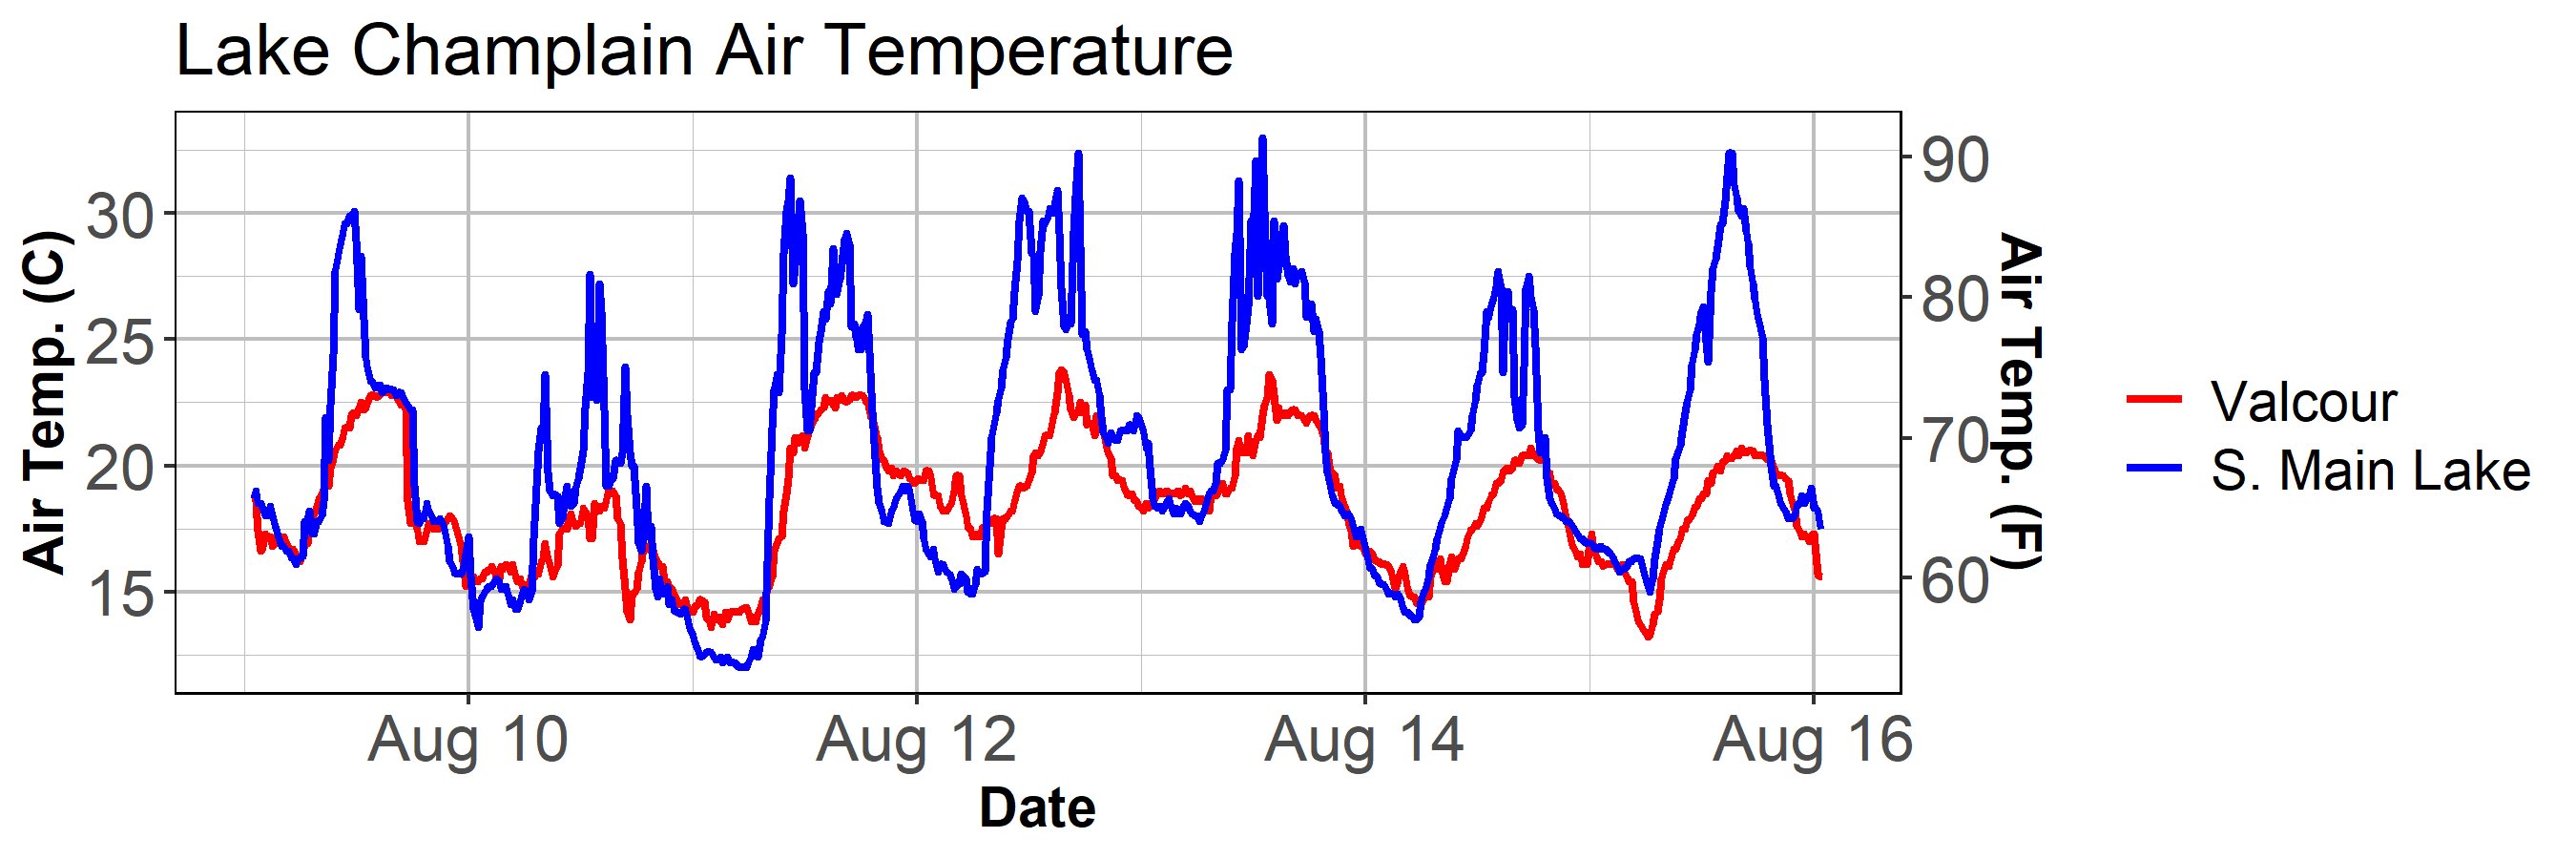 Lake Champlain Air Temperature
Air Temp. (C)
30
25
20
15
90
80
70
60
Air Temp. (F)
Aug 10
Aug 12
Aug 14
Aug 16
Date
Valcour
S. Main Lake